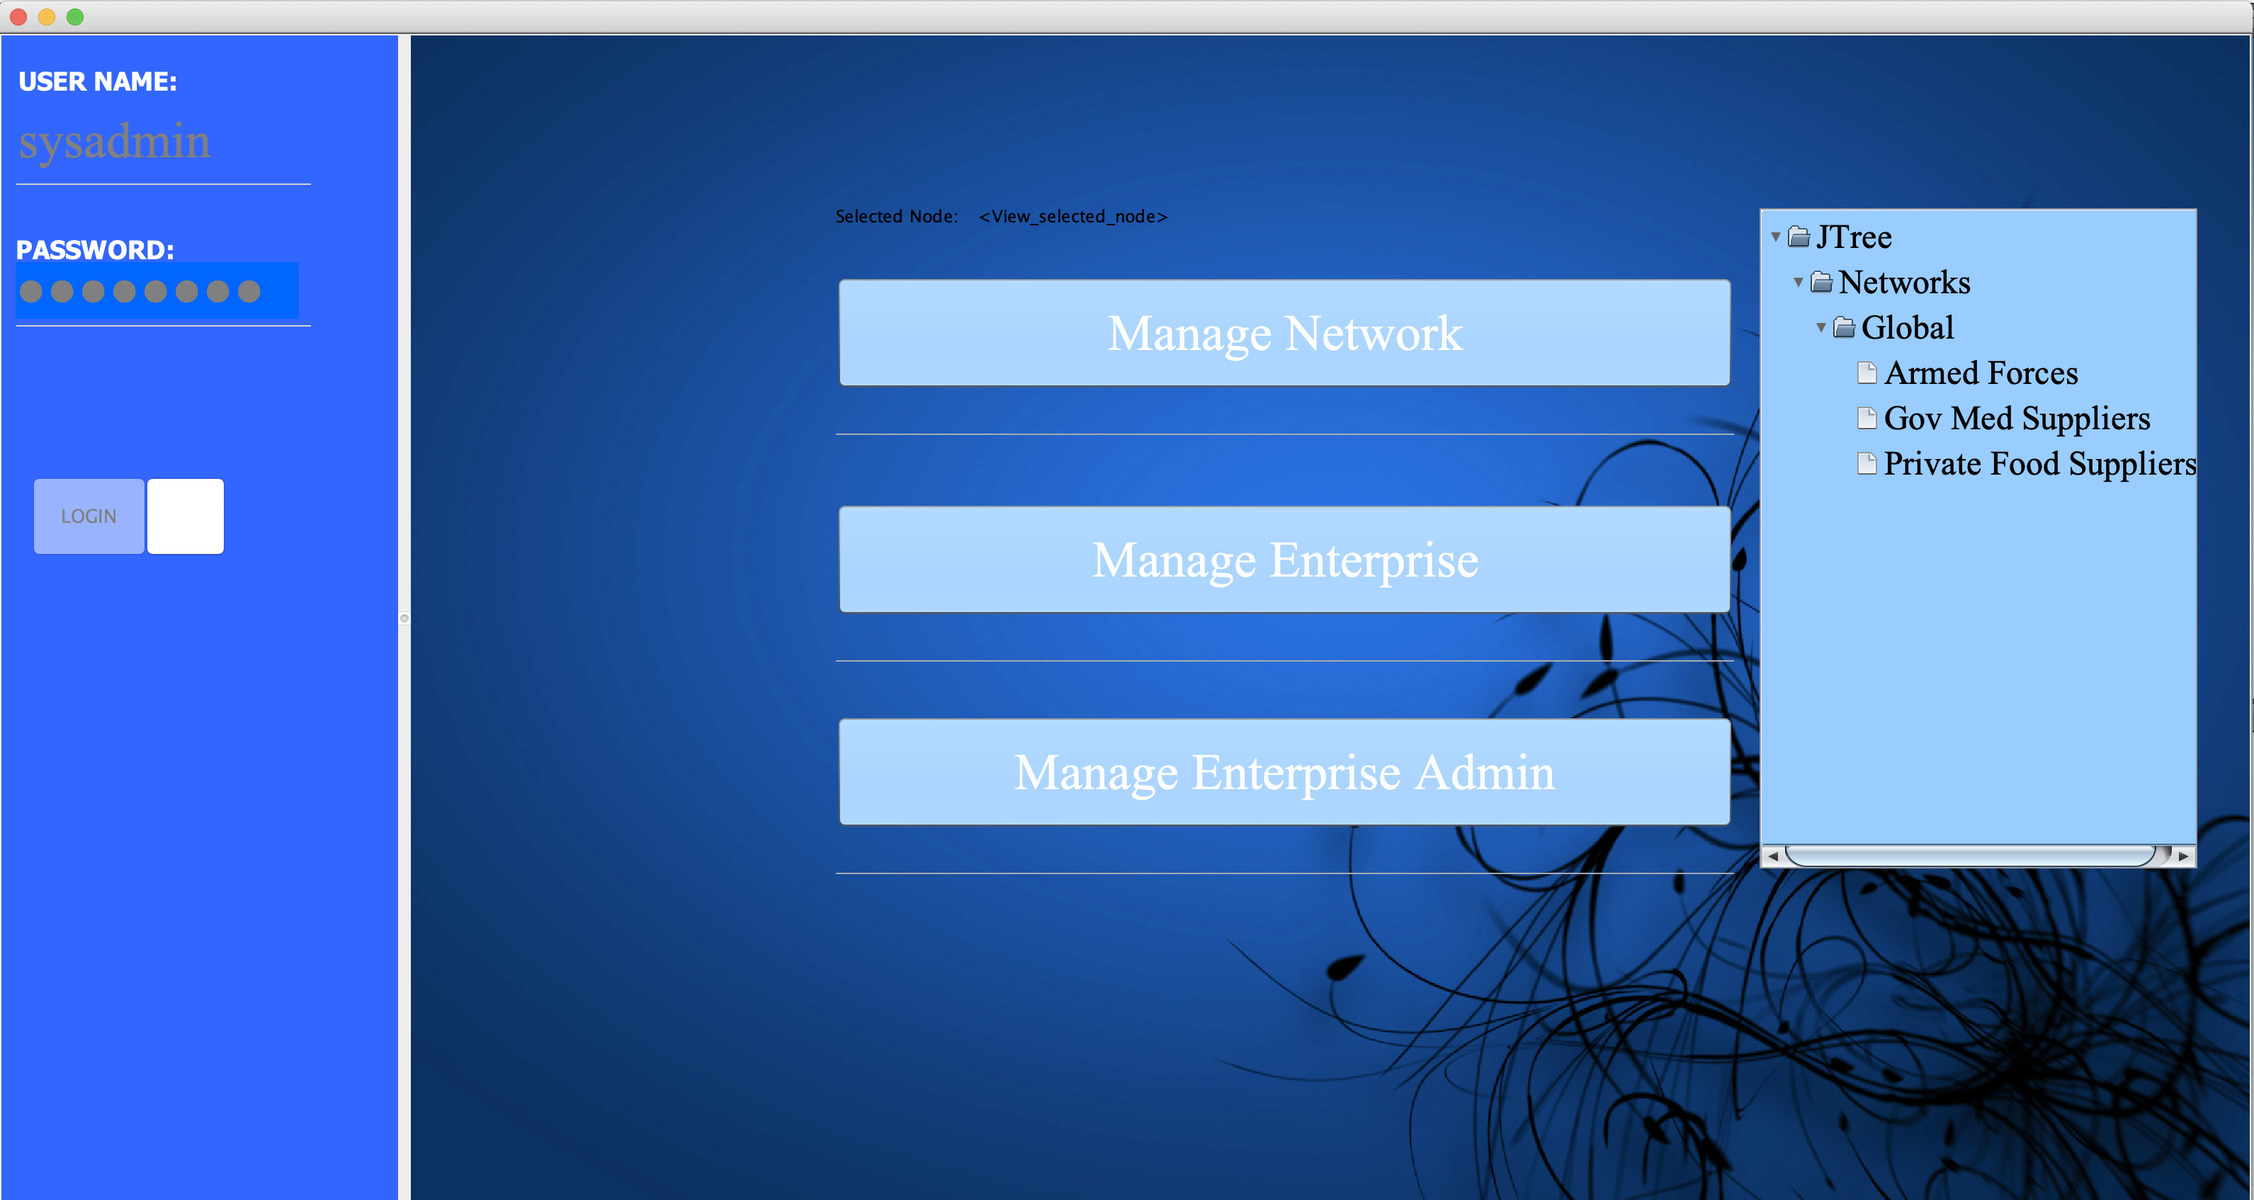 USER NAME:
sysadmin
PASSWORD:
LOGIN
Selected Node: <View_selected_node>
Manage Network
Manage Enterprise
Manage Enterprise Admin
JTree
Networks
Global
Armed Forces
Gov Med Suppliers
Private Food Suppliers